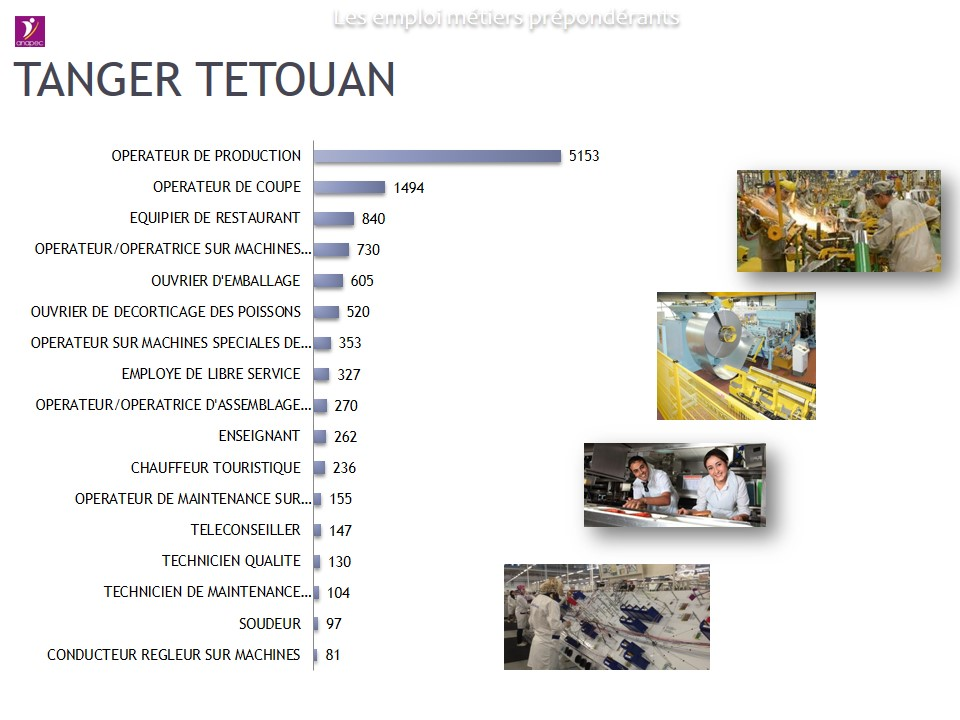 Les emploi métiers prépondérants
anapec
TANGER TETOUAN
OPERATEUR DE PRODUCTION 5153
OPERATEUR DE COUPE 1494
EQUIPIER DE RESTAURANT 840
OPERATEUR/OPERATRICE SUR MACHINES... 730
OUVRIER D'EMBALLAGE 605
OUVRIER DE DECORTICAGE DES POISSONS 520
OPERATEUR SUR MACHINES SPECIALES DE... 353
EMPLOYE DE LIBRE SERVICE 327
OPERATEUR/OPERATRICE D'ASSEMBLAGE... 270
ENSEIGNANT 262
CHAUFFEUR TOURISTIQUE 236
OPERATEUR DE MAINTENANCE SUR... 155
TELECONSEILLER 147
TECHNICIEN QUALITE 130
TECHNICIEN DE MAINTENANCE... 104
SOUDEUR 97
CONDUCTEUR REGLEUR SUR MACHINES 81